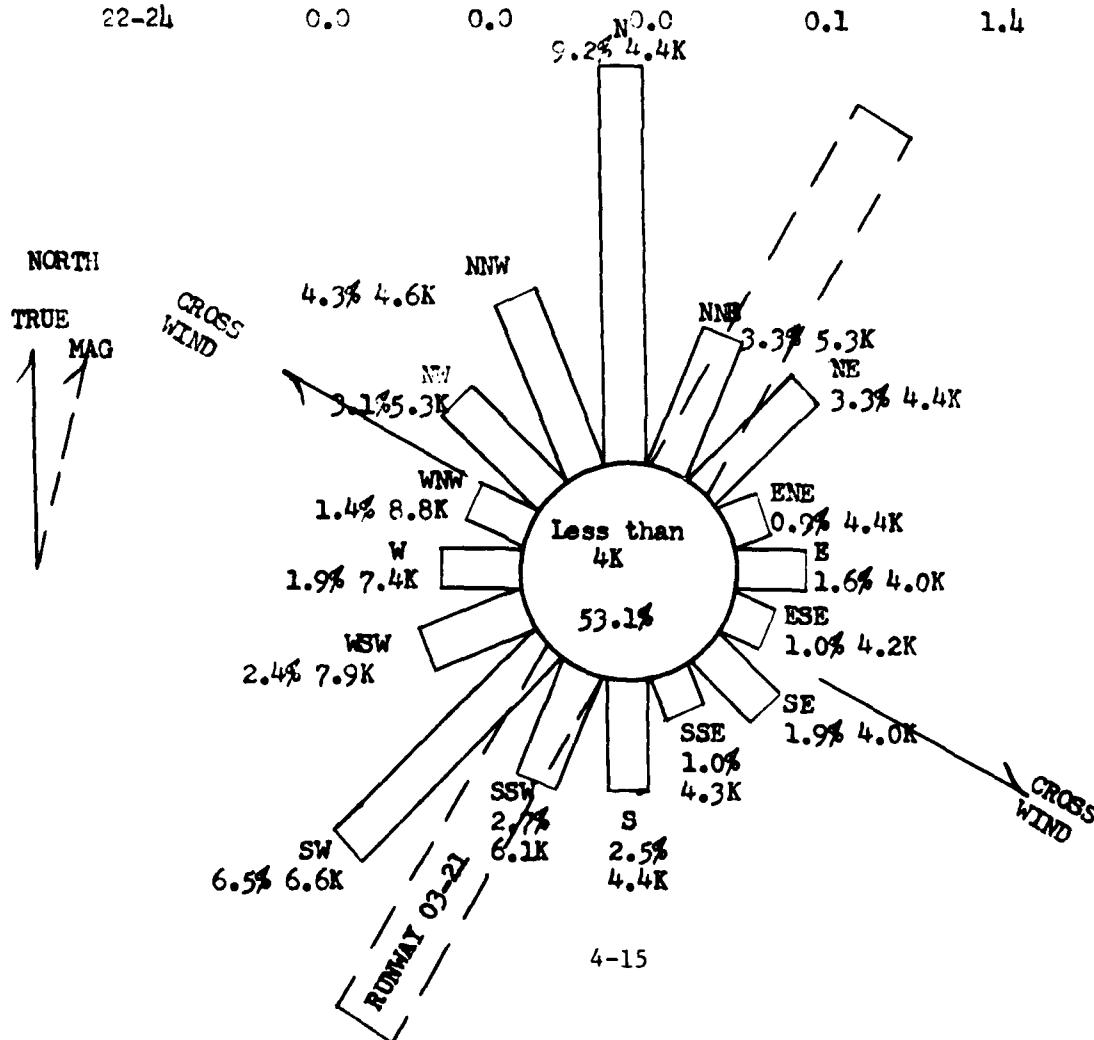 22-24 0.0 0.0 0.0 0.1 1.4
N
9.2% 4.4K
NORTH
TRUE
MAG
CROSS
WIND
NNW
4.3% 4.6K
NNE
3.3% 5.3K
NW
3.1% 5.3K
NE
3.3% 4.4K
WNW
1.4% 8.8K
ENE
0.9% 4.4K
Less than
4K
53.1%
W
1.9% 7.4K
E
1.6% 4.0K
WSW
2.4% 7.9K
ESE
1.0% 4.2K
SE
1.9% 4.0K
SSE
1.0%
4.3K
CROSS
WIND
SW
6.5% 6.6K
SSW
2.7%
6.1K
S
2.5%
4.4K
RUNWAY 03-21
4-15